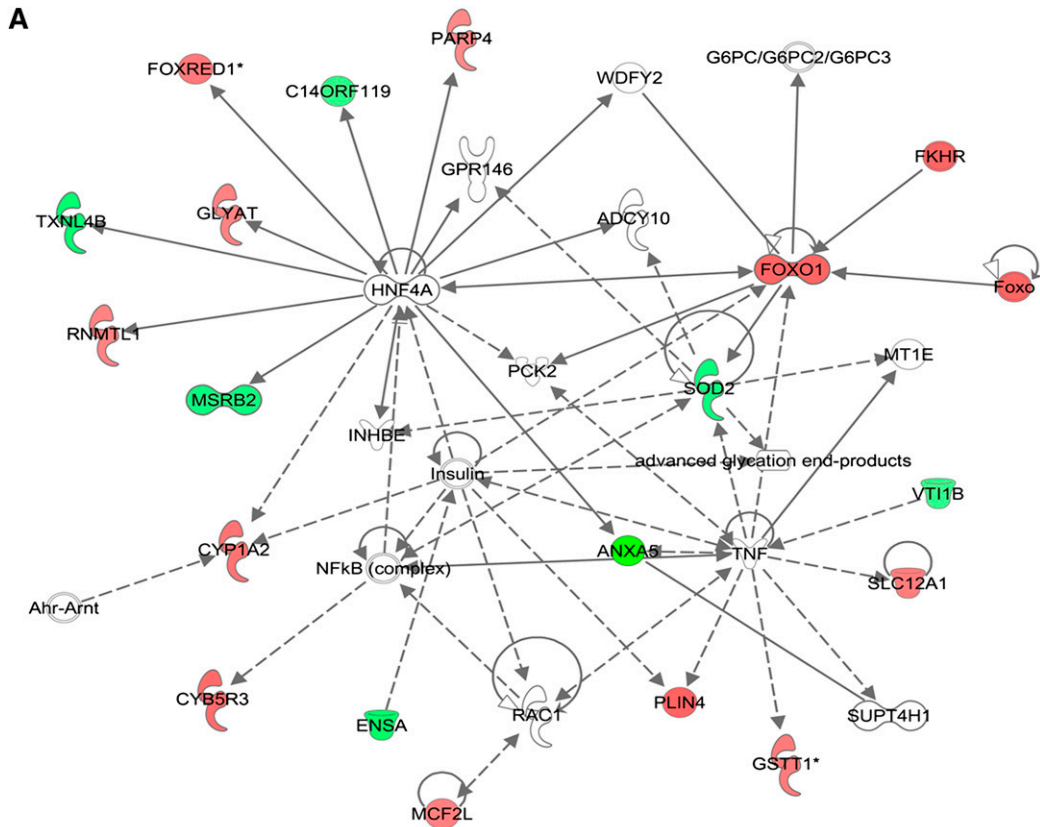 A
PARP4
FOXRED1*
G6PC/G6PC2/G6PC3
WDFY2
C14ORF119
GPR146
FKHR
TXNL4B
GLYAT
ADCY10
FOXO1
HNF4A
Foxo
RNMTL1
MT1E
PCK2
SOD2
MSRB2
INHBE
advanced glycation end-products
Insulin
VTI1B
CYP1A2
ANXA5
TNF
NFkB (complex)
SLC12A1
Ahr-Arnt
CYB5R3
PLIN4
RAC1
SUPT4H1
ENSA
GSTT1*
MCF2L